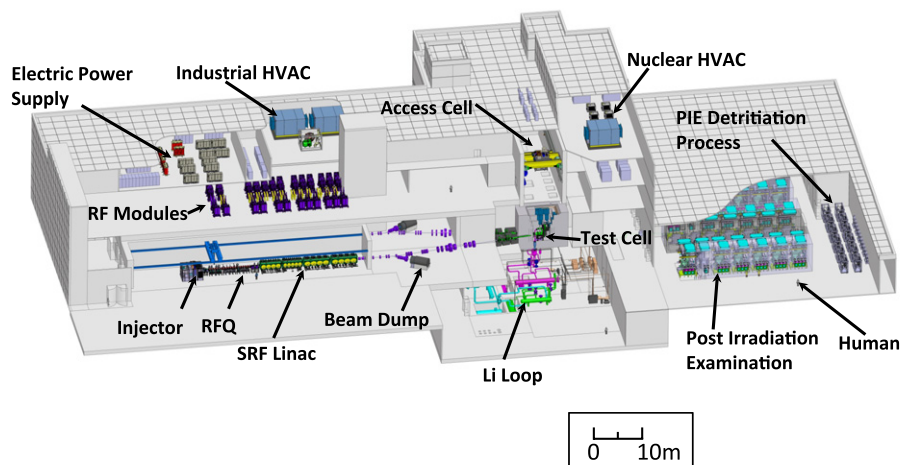 Electric Power
Supply
Industrial HVAC
Access Cell
Nuclear HVAC
PIE Detritiation
Process
RF Modules
Test Cell
Injector
RFQ
SRF Linac
Beam Dump
Li Loop
Post Irradiation
Examination
Human
0
10m